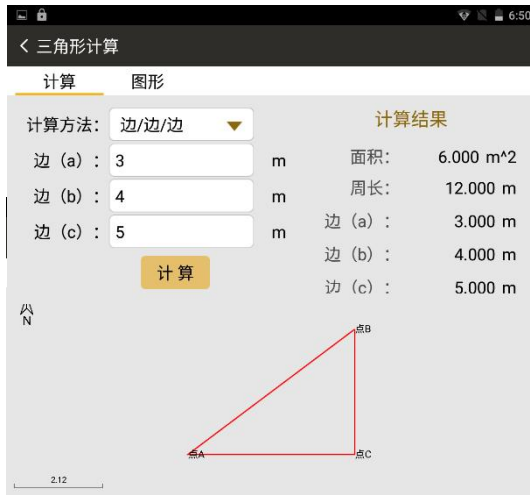 6:50
三角形计算
计算 图形
计算方法： 边/边/边
边（a）： 3 m
边（b）： 4 m
边（c）： 5 m
计 算
计算结果
面积： 6.000 m^2
周长： 12.000 m
边（a）： 3.000 m
边（b）： 4.000 m
边（c）： 5.000 m
N
点B
点A
点C
2.12